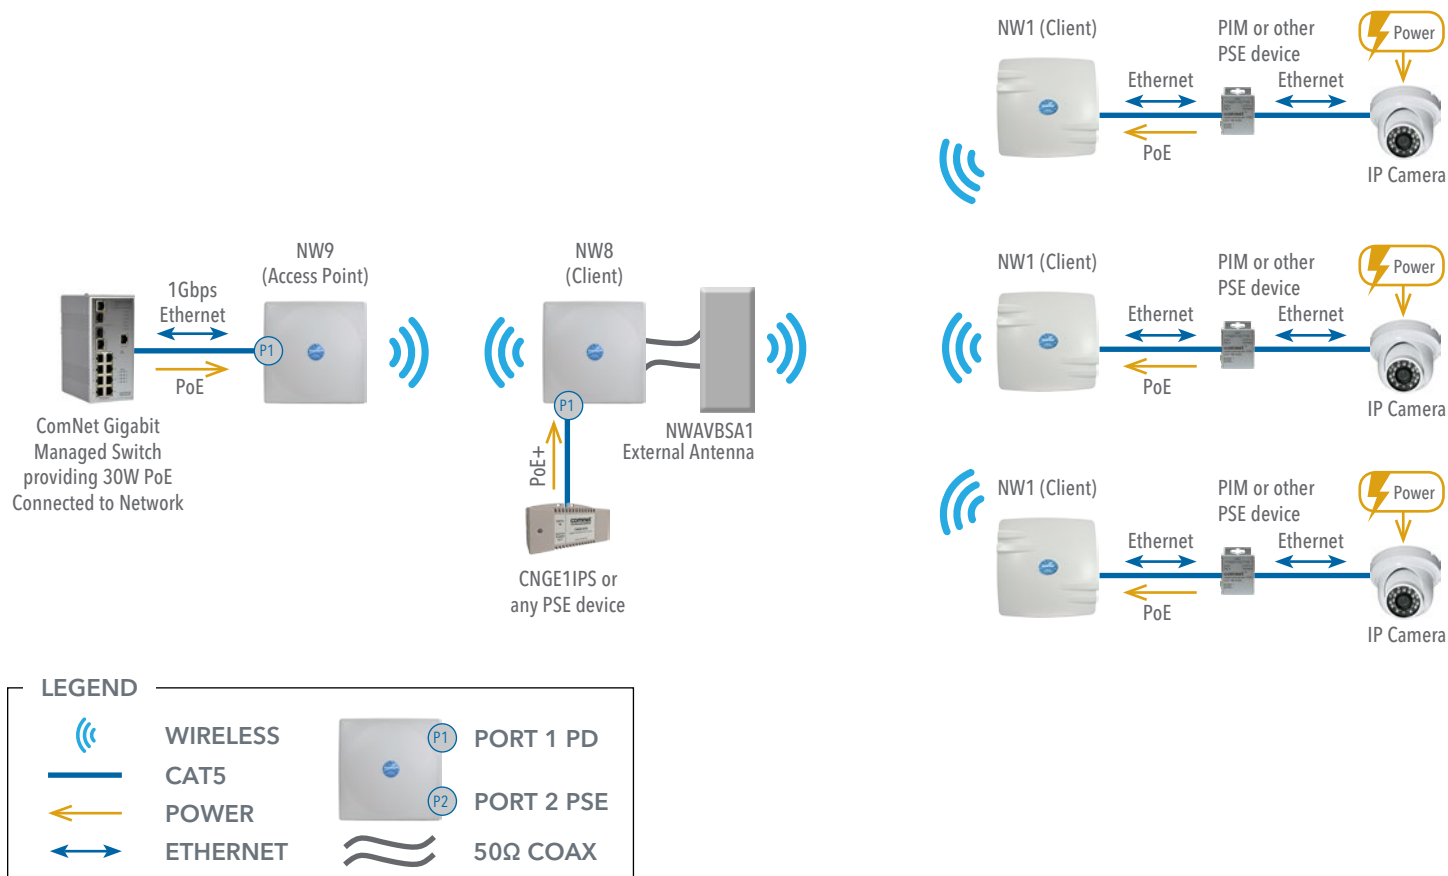 NW1 (Client)
PIM or other
PSE device
Power
Ethernet
Ethernet
PoE
IP Camera
NW9
(Access Point)
1Gbps
Ethernet
P1
PoE
ComNet Gigabit
Managed Switch
providing 30W PoE
Connected to Network
NW8
(Client)
P1
NWAVBSA1
External Antenna
PoE+
comnet
CNGE1IPS or
any PSE device
NW1 (Client)
PIM or other
PSE device
Power
Ethernet
Ethernet
PoE
IP Camera
NW1 (Client)
PIM or other
PSE device
Power
Ethernet
Ethernet
PoE
IP Camera
LEGEND
WIRELESS
CAT5
POWER
ETHERNET
P1
PORT 1 PD
P2
PORT 2 PSE
50Ω COAX